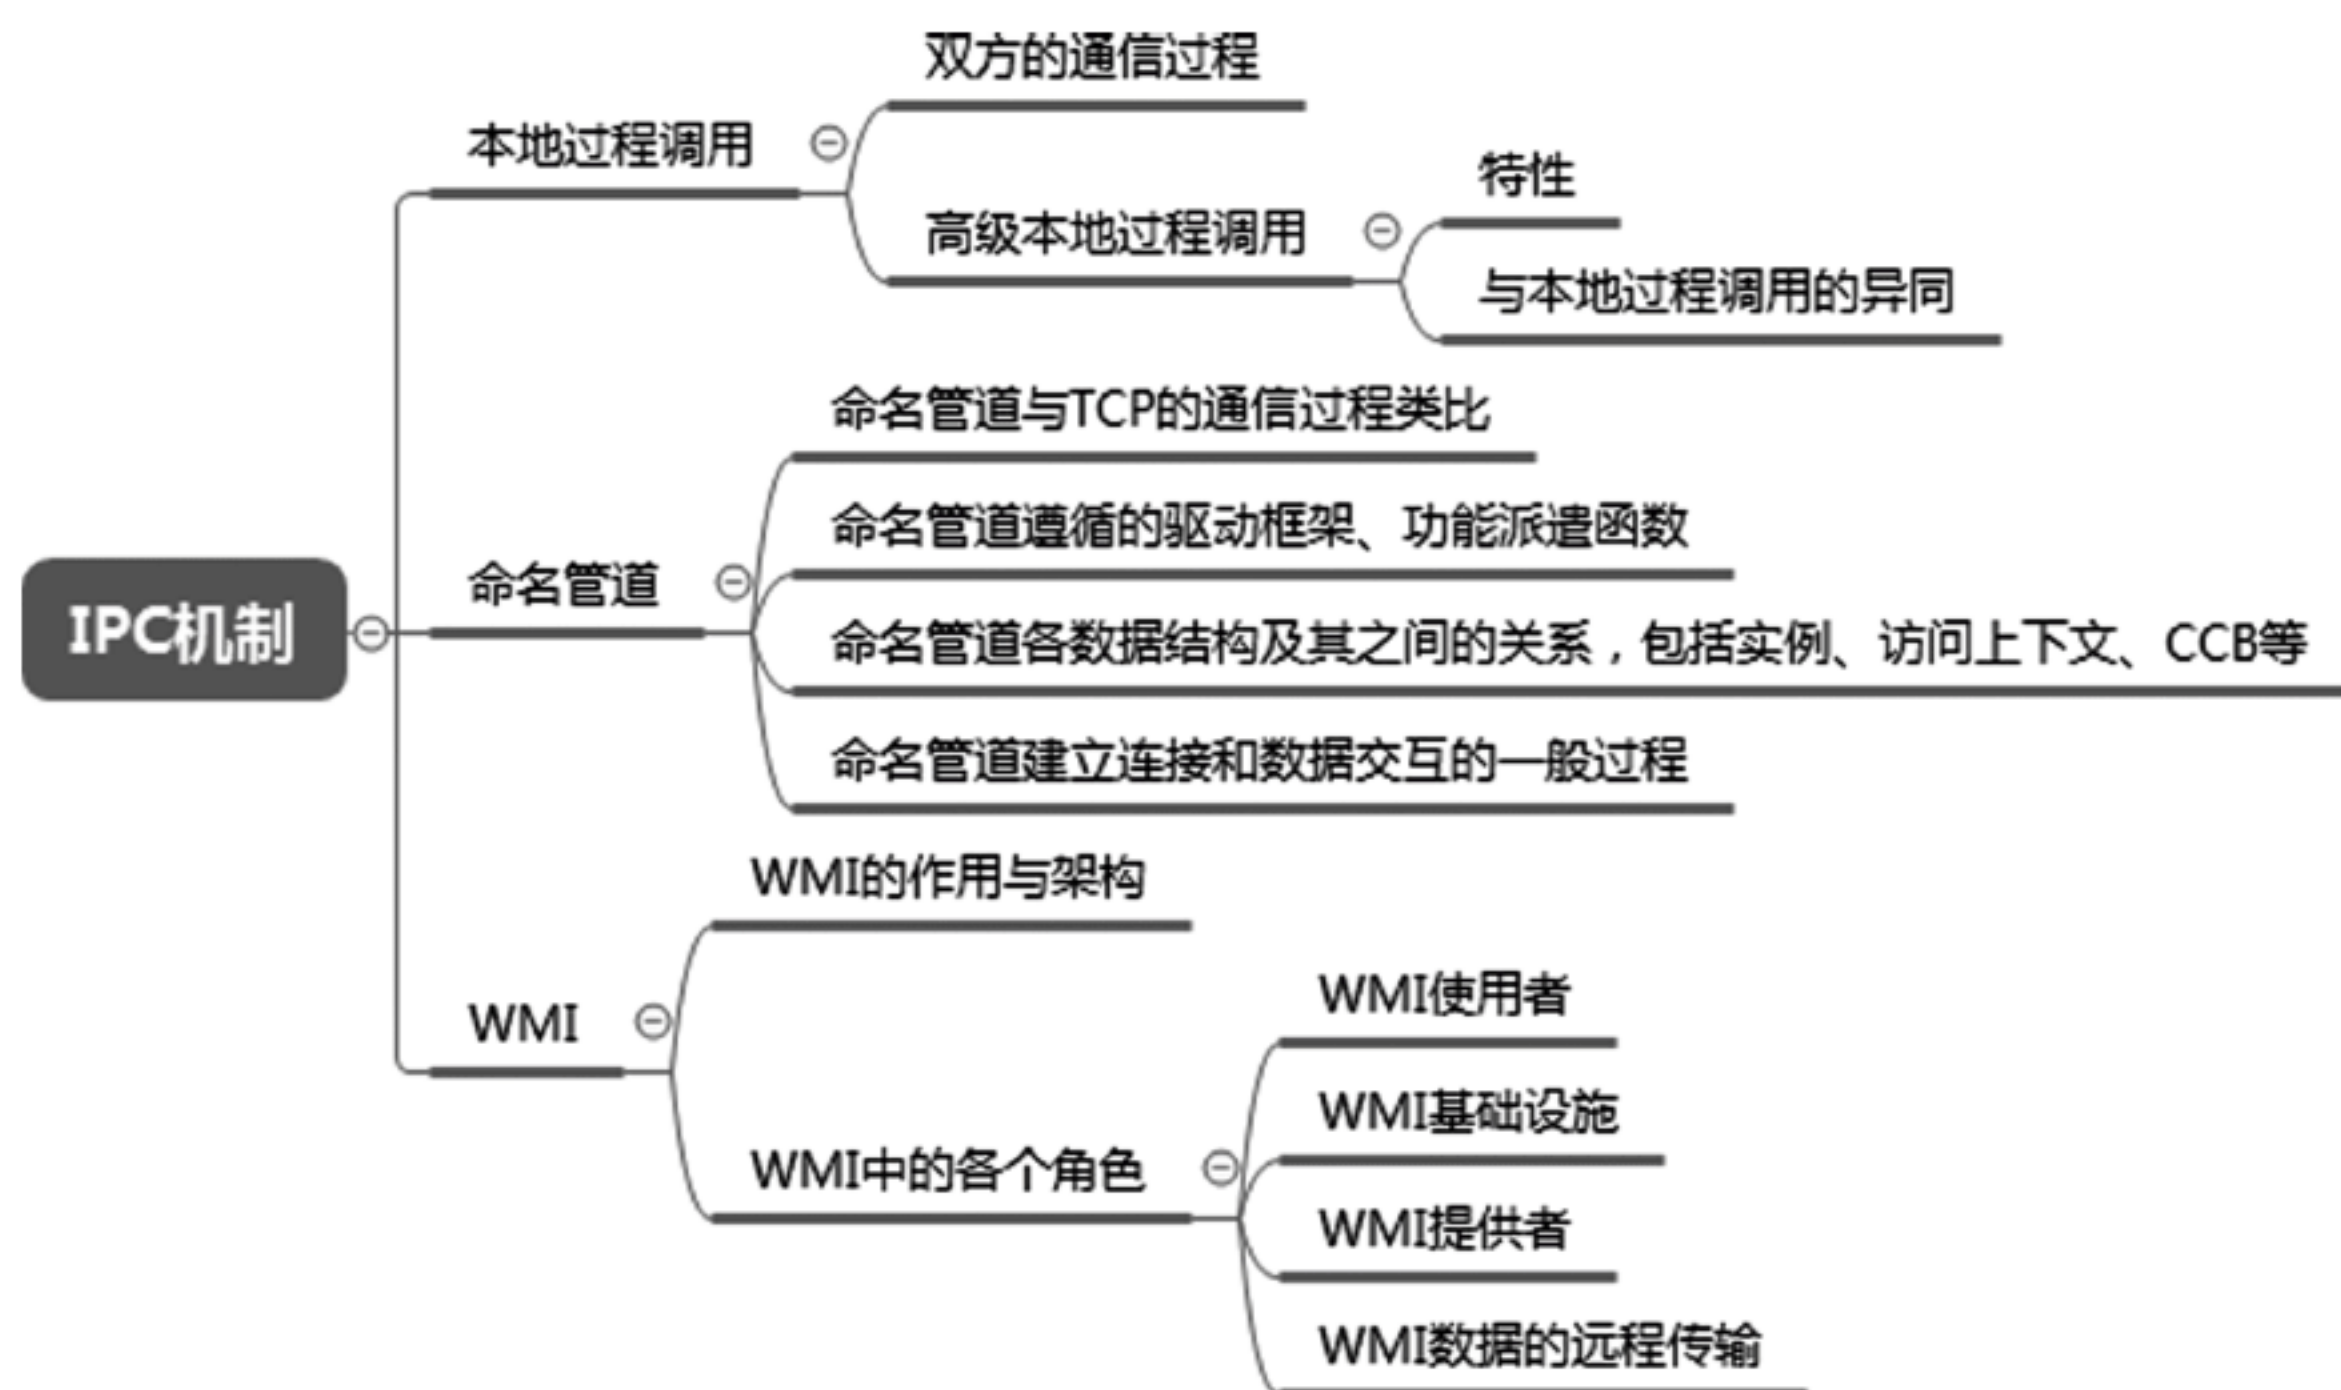 双方的通信过程
本地过程调用
特性
高级本地过程调用
与本地过程调用的异同
命名管道与TCP的通信过程类比
命名管道遵循的驱动框架、功能派遣函数
命名管道
IPC机制
命名管道各数据结构及其之间的关系，包括实例、访问上下文、CCB等
命名管道建立连接和数据交互的一般过程
WMI的作用与架构
WMI使用者
WMI
WMI基础设施
WMI中的各个角色
WMI提供者
WMI数据的远程传输